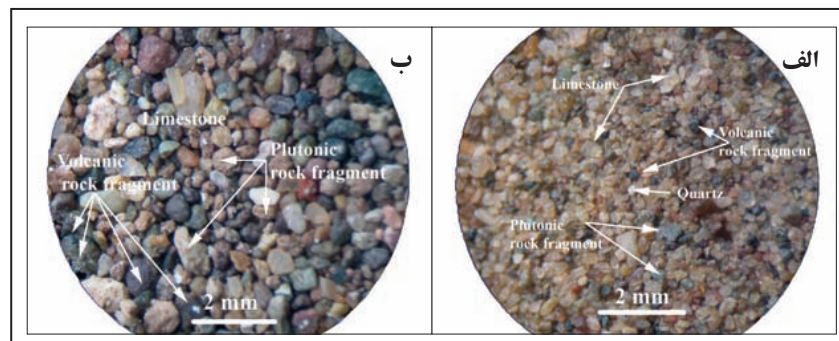 الف
Limestone
Volcanic
rock fragment
Quartz
Plutonic
rock fragment
2 mm
ب
Limestone
Plutonic
rock fragment
Volcanic
rock fragment
2 mm